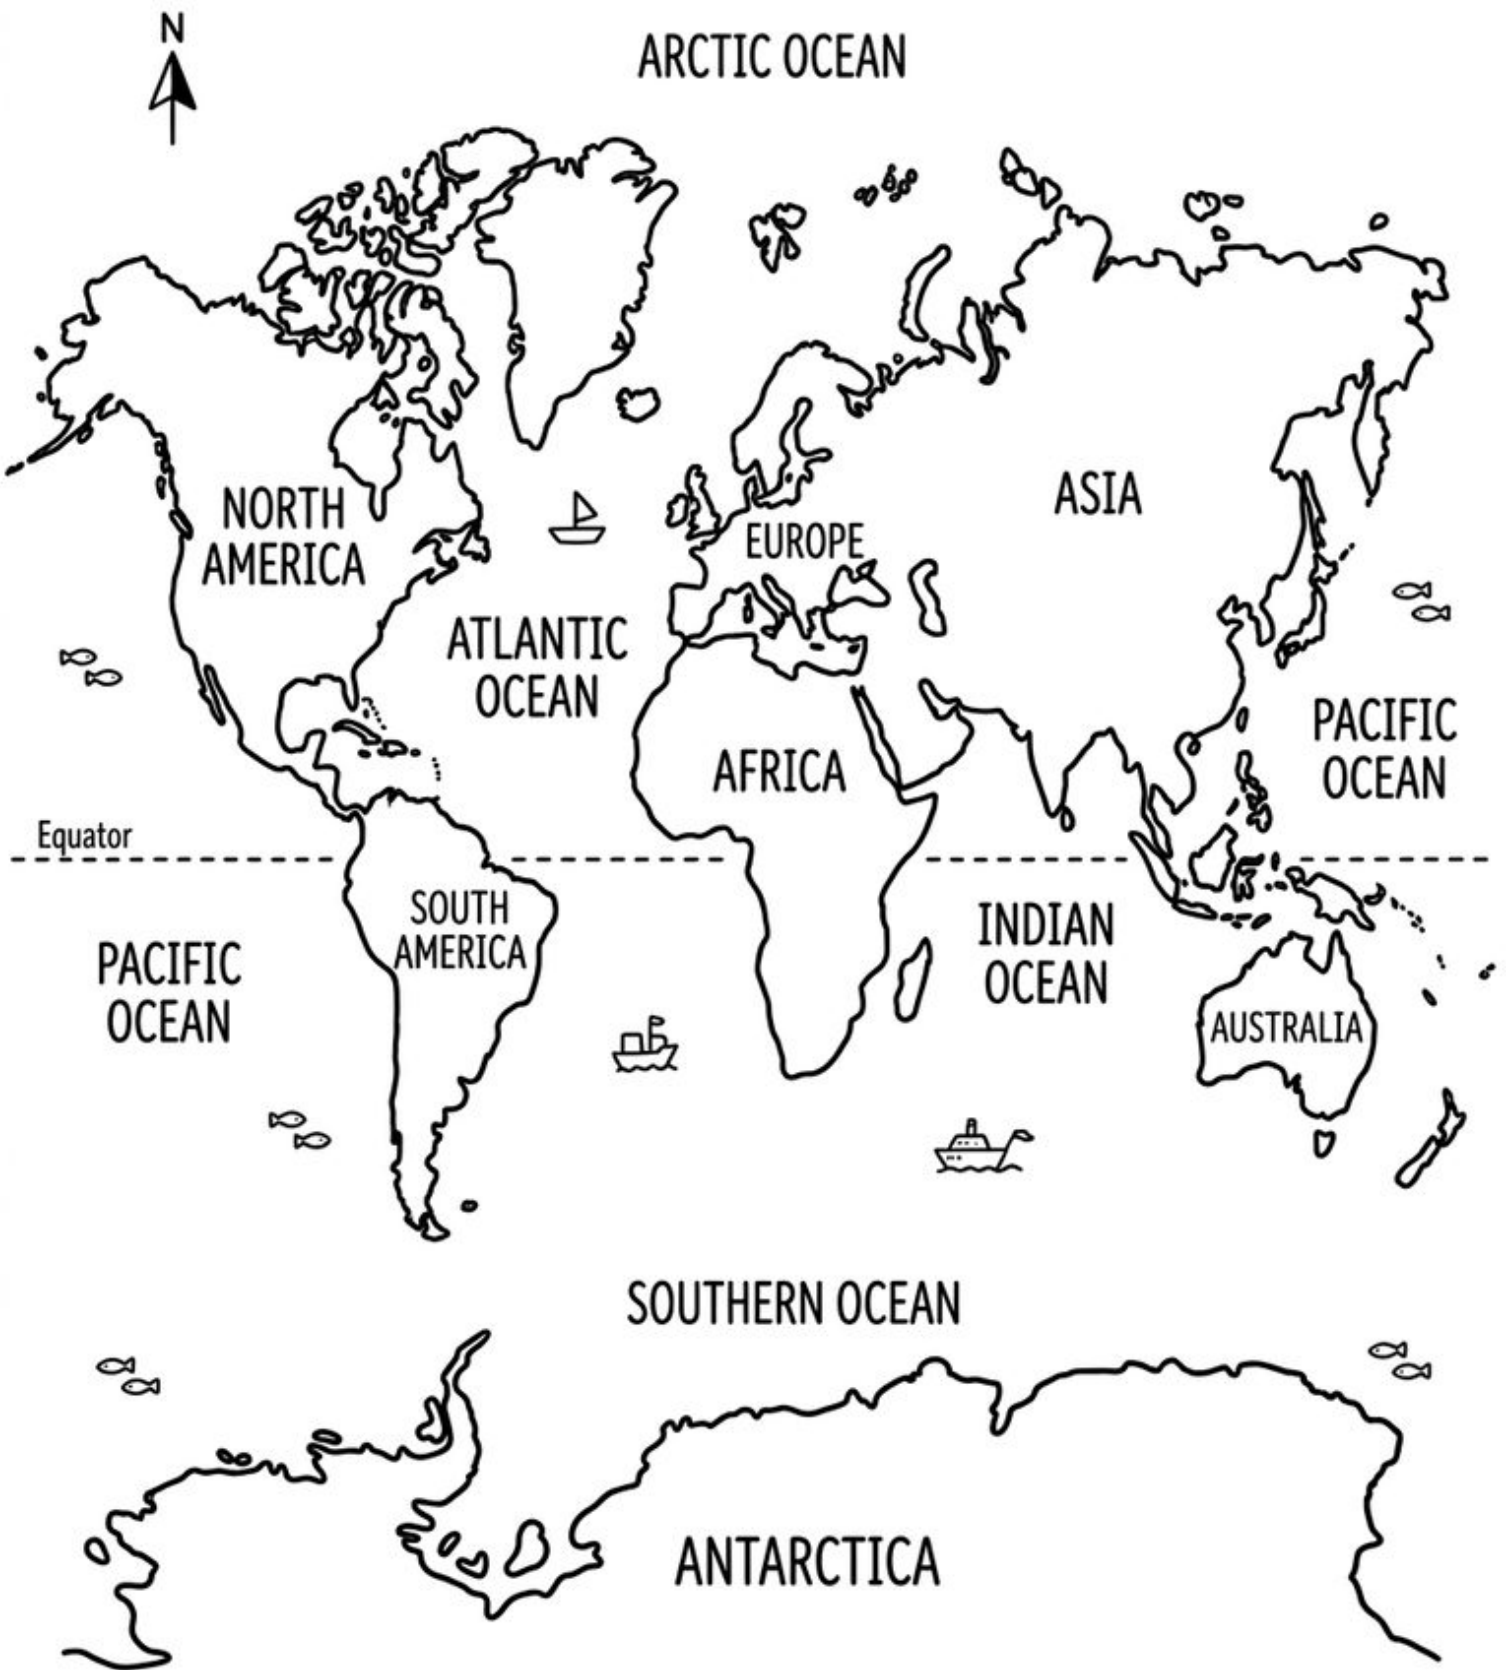 N
ARCTIC OCEAN
NORTH
AMERICA
ASIA
EUROPE
ATLANTIC
OCEAN
PACIFIC
OCEAN
AFRICA
Equator
SOUTH
AMERICA
INDIAN
OCEAN
PACIFIC
OCEAN
AUSTRALIA
SOUTHERN OCEAN
ANTARCTICA